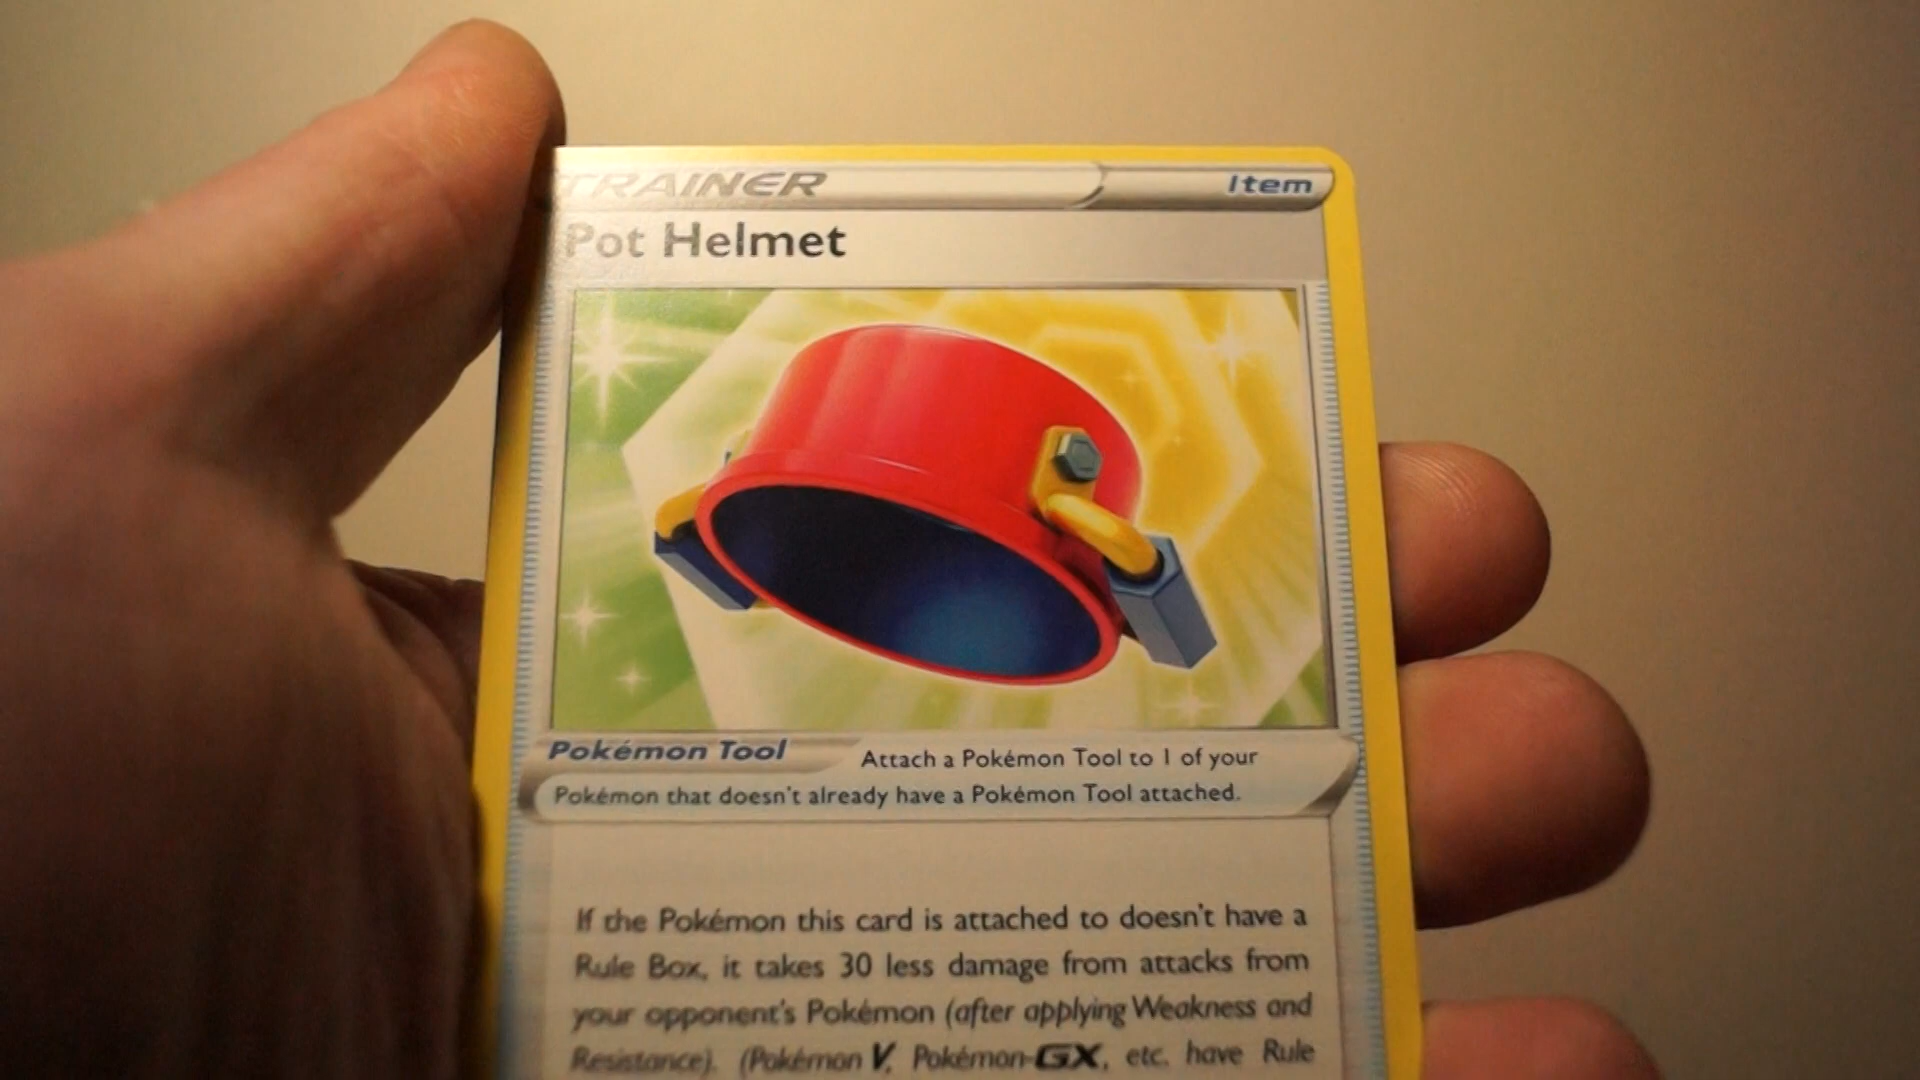 TRAINER Item
Pot Helmet
Pokémon Tool Attach a Pokémon Tool to 1 of your
Pokémon that doesn't already have a Pokémon Tool attached.
If the Pokémon this card is attached to doesn't have a
Rule Box, it takes 30 less damage from attacks from
your opponent's Pokémon (after applying Weakness and
Resistance). (Pokémon V, Pokémon-GX, etc. have Rule